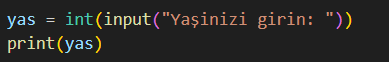 yas = int(input("Yaşinizi girin: "))
print(yas)